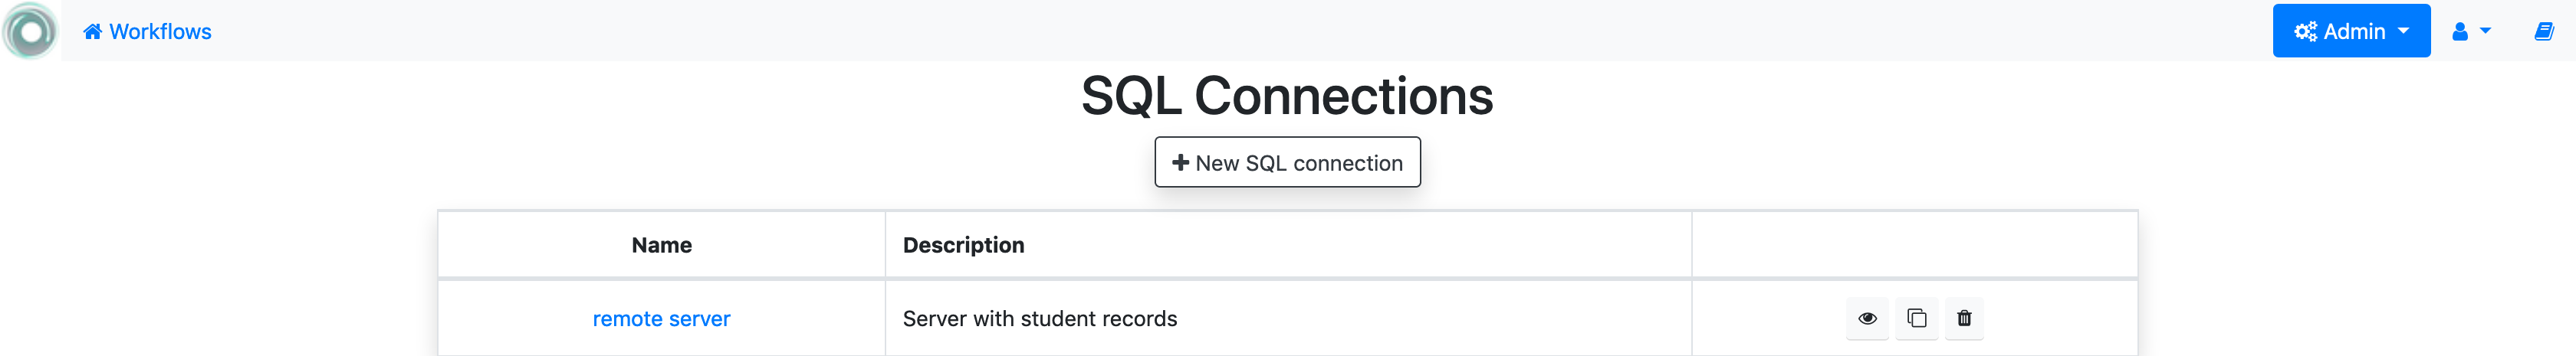 Workflows
Admin
SQL Connections
New SQL connection
Name Description
remote server Server with student records